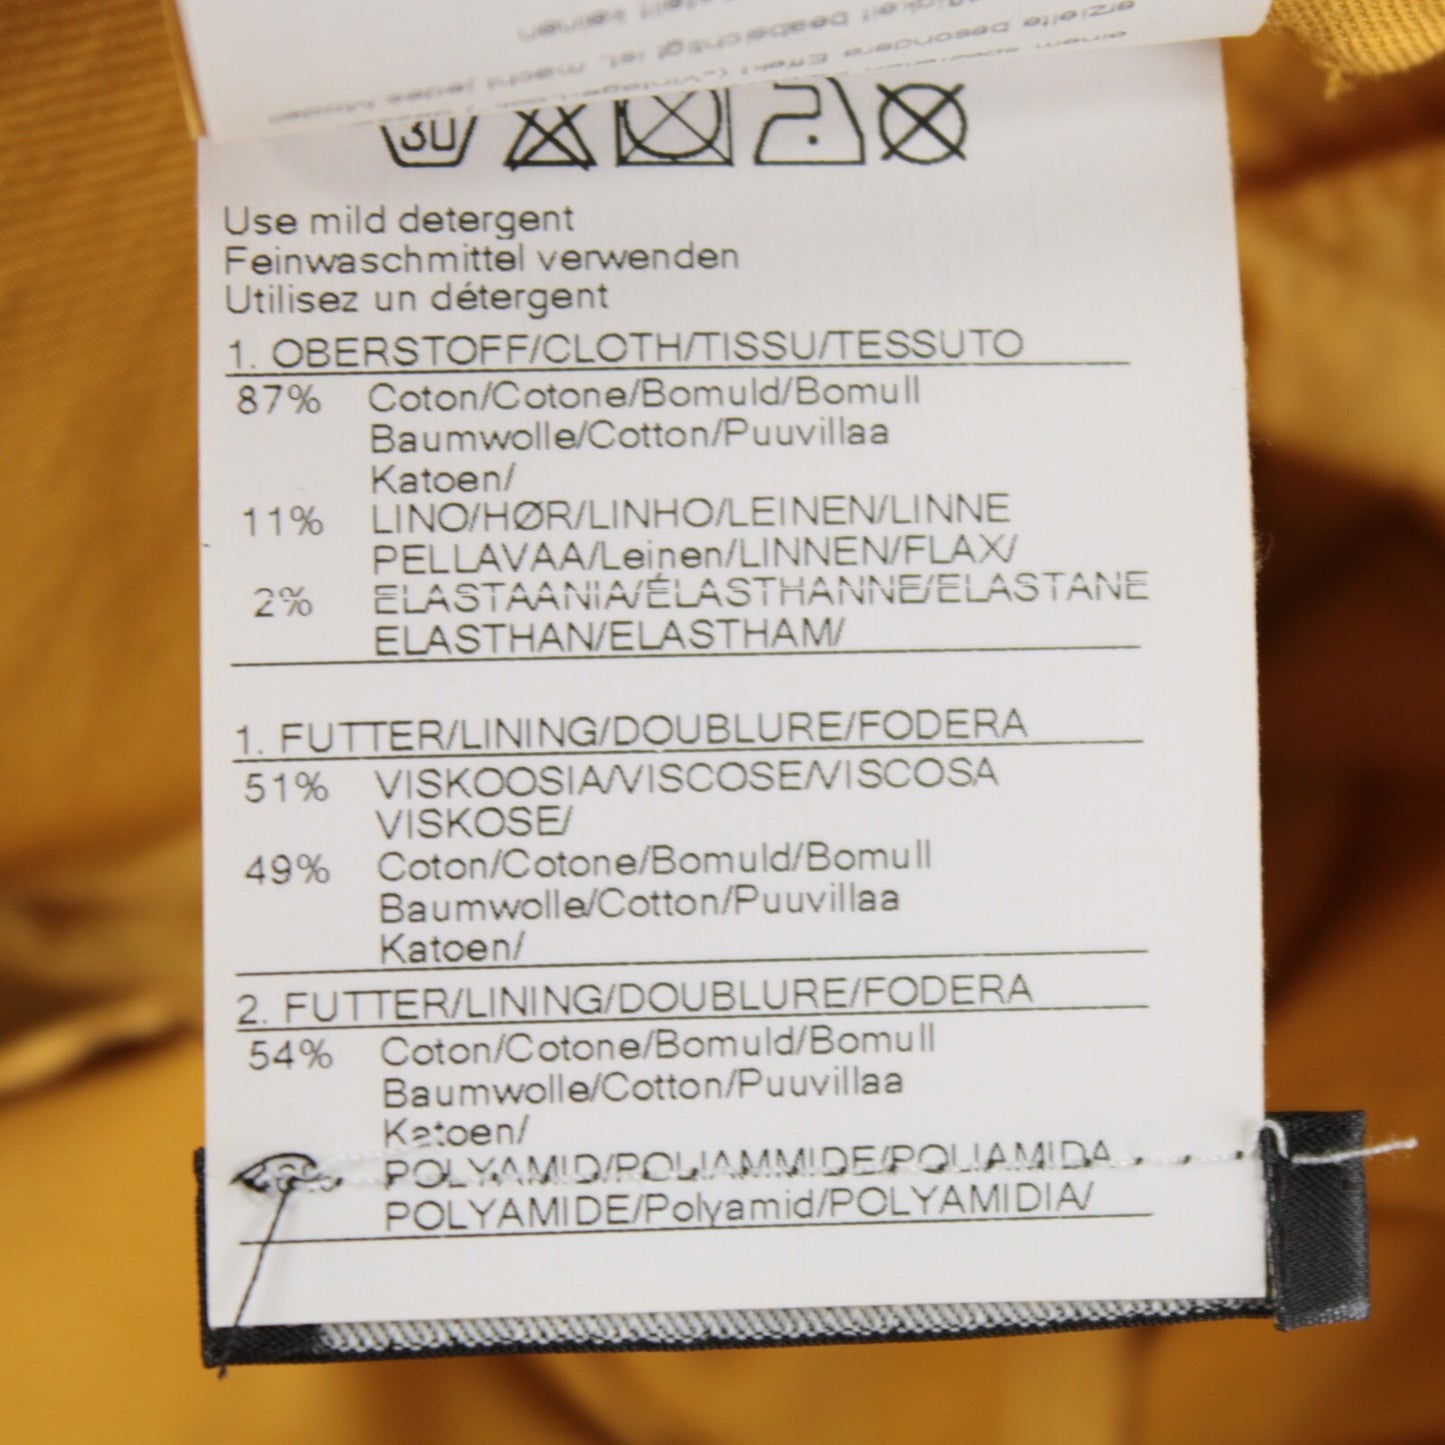 30
Use mild detergent
Feinwaschmittel verwenden
Utilisez un détergent
1. OBERSTOFF/CLOTH/TISSU/TESSUTO
87% Coton/Cotone/Bomuld/Bomull
Baumwolle/Cotton/Puuvillaa
Katoen/
11% LINO/HØR/LINHO/LEINEN/LINNE
PELLAVAA/Leinen/LINNEN/FLAX/
2% ELASTAANIA/ÉLASTHANNE/ELASTANE
ELASTHAN/ELASTHAM/
1. FUTTER/LINING/DOUBLURE/FODERA
51% VISKOOSIA/VISCOSE/VISCOSA
VISKOSE/
49% Coton/Cotone/Bomuld/Bomull
Baumwolle/Cotton/Puuvillaa
Katoen/
2. FUTTER/LINING/DOUBLURE/FODERA
54% Coton/Cotone/Bomuld/Bomull
Baumwolle/Cotton/Puuvillaa
Katoen/
POLYAMID/POLIAMMIDE/POLIAMIDA
POLYAMIDE/Polyamid/POLYAMIDIA/